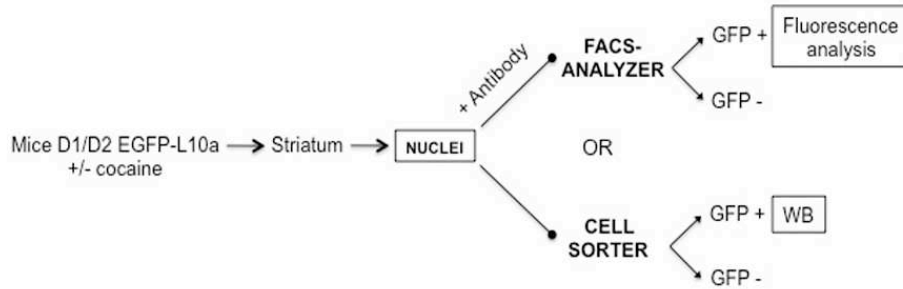 Mice D1/D2 EGFP-L10a
+/- cocaine
Striatum
NUCLEI
+ Antibody
FACS-
ANALYZER
GFP +
Fluorescence
analysis
GFP -
OR
CELL
SORTER
GFP +
WB
GFP -